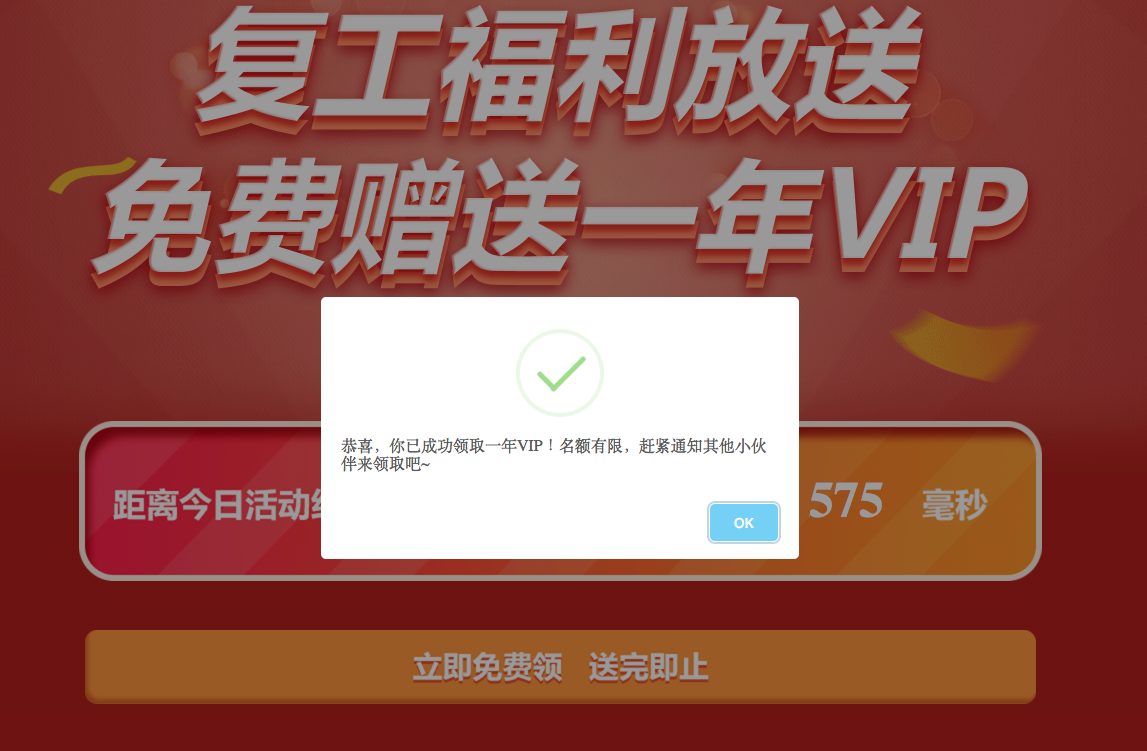 复工福利放送
免费赠送一年VIP
恭喜，你已成功领取一年VIP！名额有限，赶紧通知其他小伙
伴来领取吧~
OK
距离今日活动 575 毫秒
立即免费领 送完即止